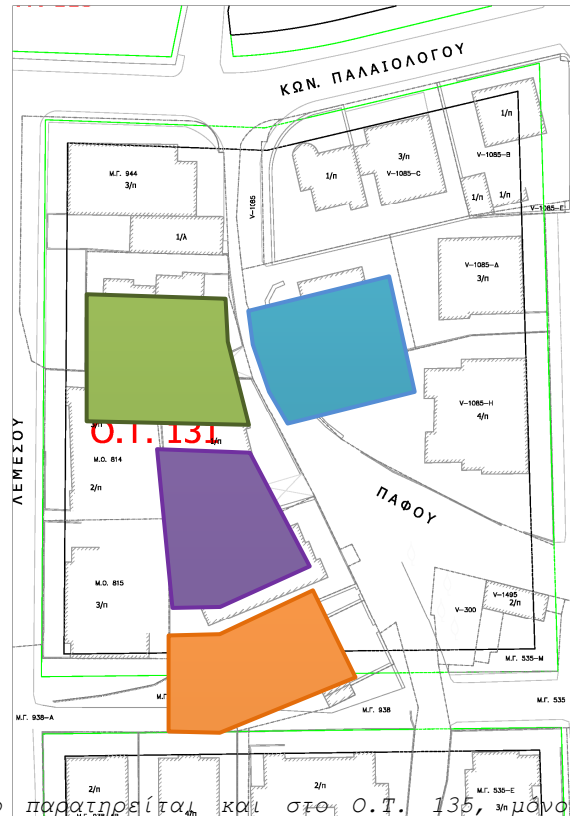 ΚΩΝ. ΠΑΛΑΙΟΛΟΓΟΥ
1/π
3/π
V-1085-B
V-1085-C
1/π
Μ.Γ. 944
3/π
1/π
1/π
V-1085-E
V-1085
1/λ
V-1085-Δ
3/π
V-1085-H
4/π
Ο.Τ. 131
ΛΕΜΕΣΟΥ
Μ.Ο. 814
2/π
ΠΑΦΟΥ
Μ.Ο. 815
3/π
V-1495
2/π
V-300
Μ.Γ. 535-Μ
Μ.Γ. 535
Μ.Γ. 938
Μ.Γ. 938-Α
2/π
2/π
Μ.Γ. 535-Ε
3/π
παρατηρείται και στο Ο.Τ. 135, μόνο